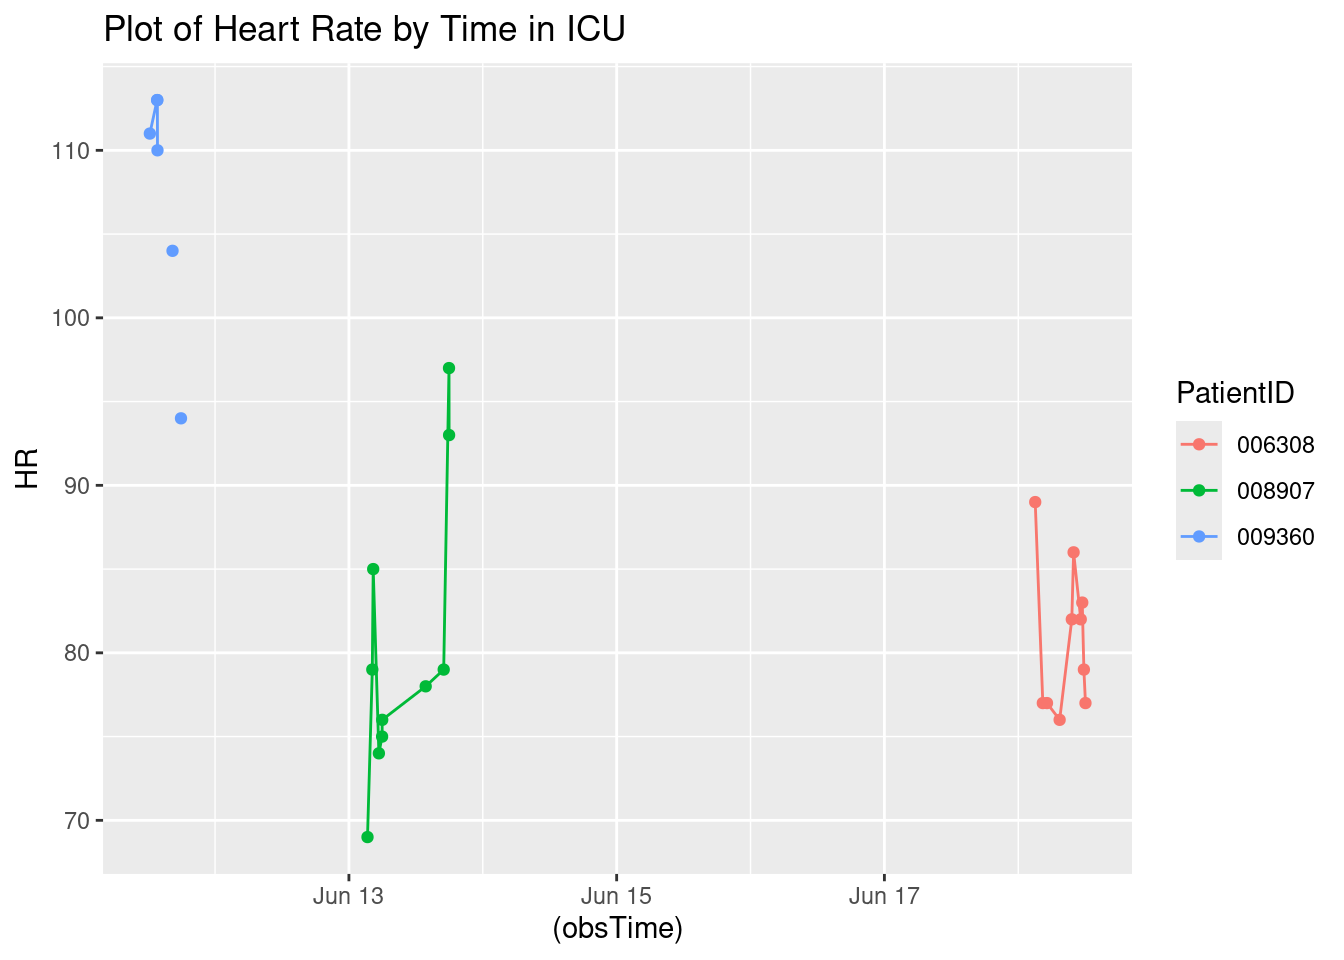 Plot of Heart Rate by Time in ICU
110
100
90
80
70
HR
Jun 13
Jun 15
Jun 17
(obsTime)
PatientID
006308
008907
009360